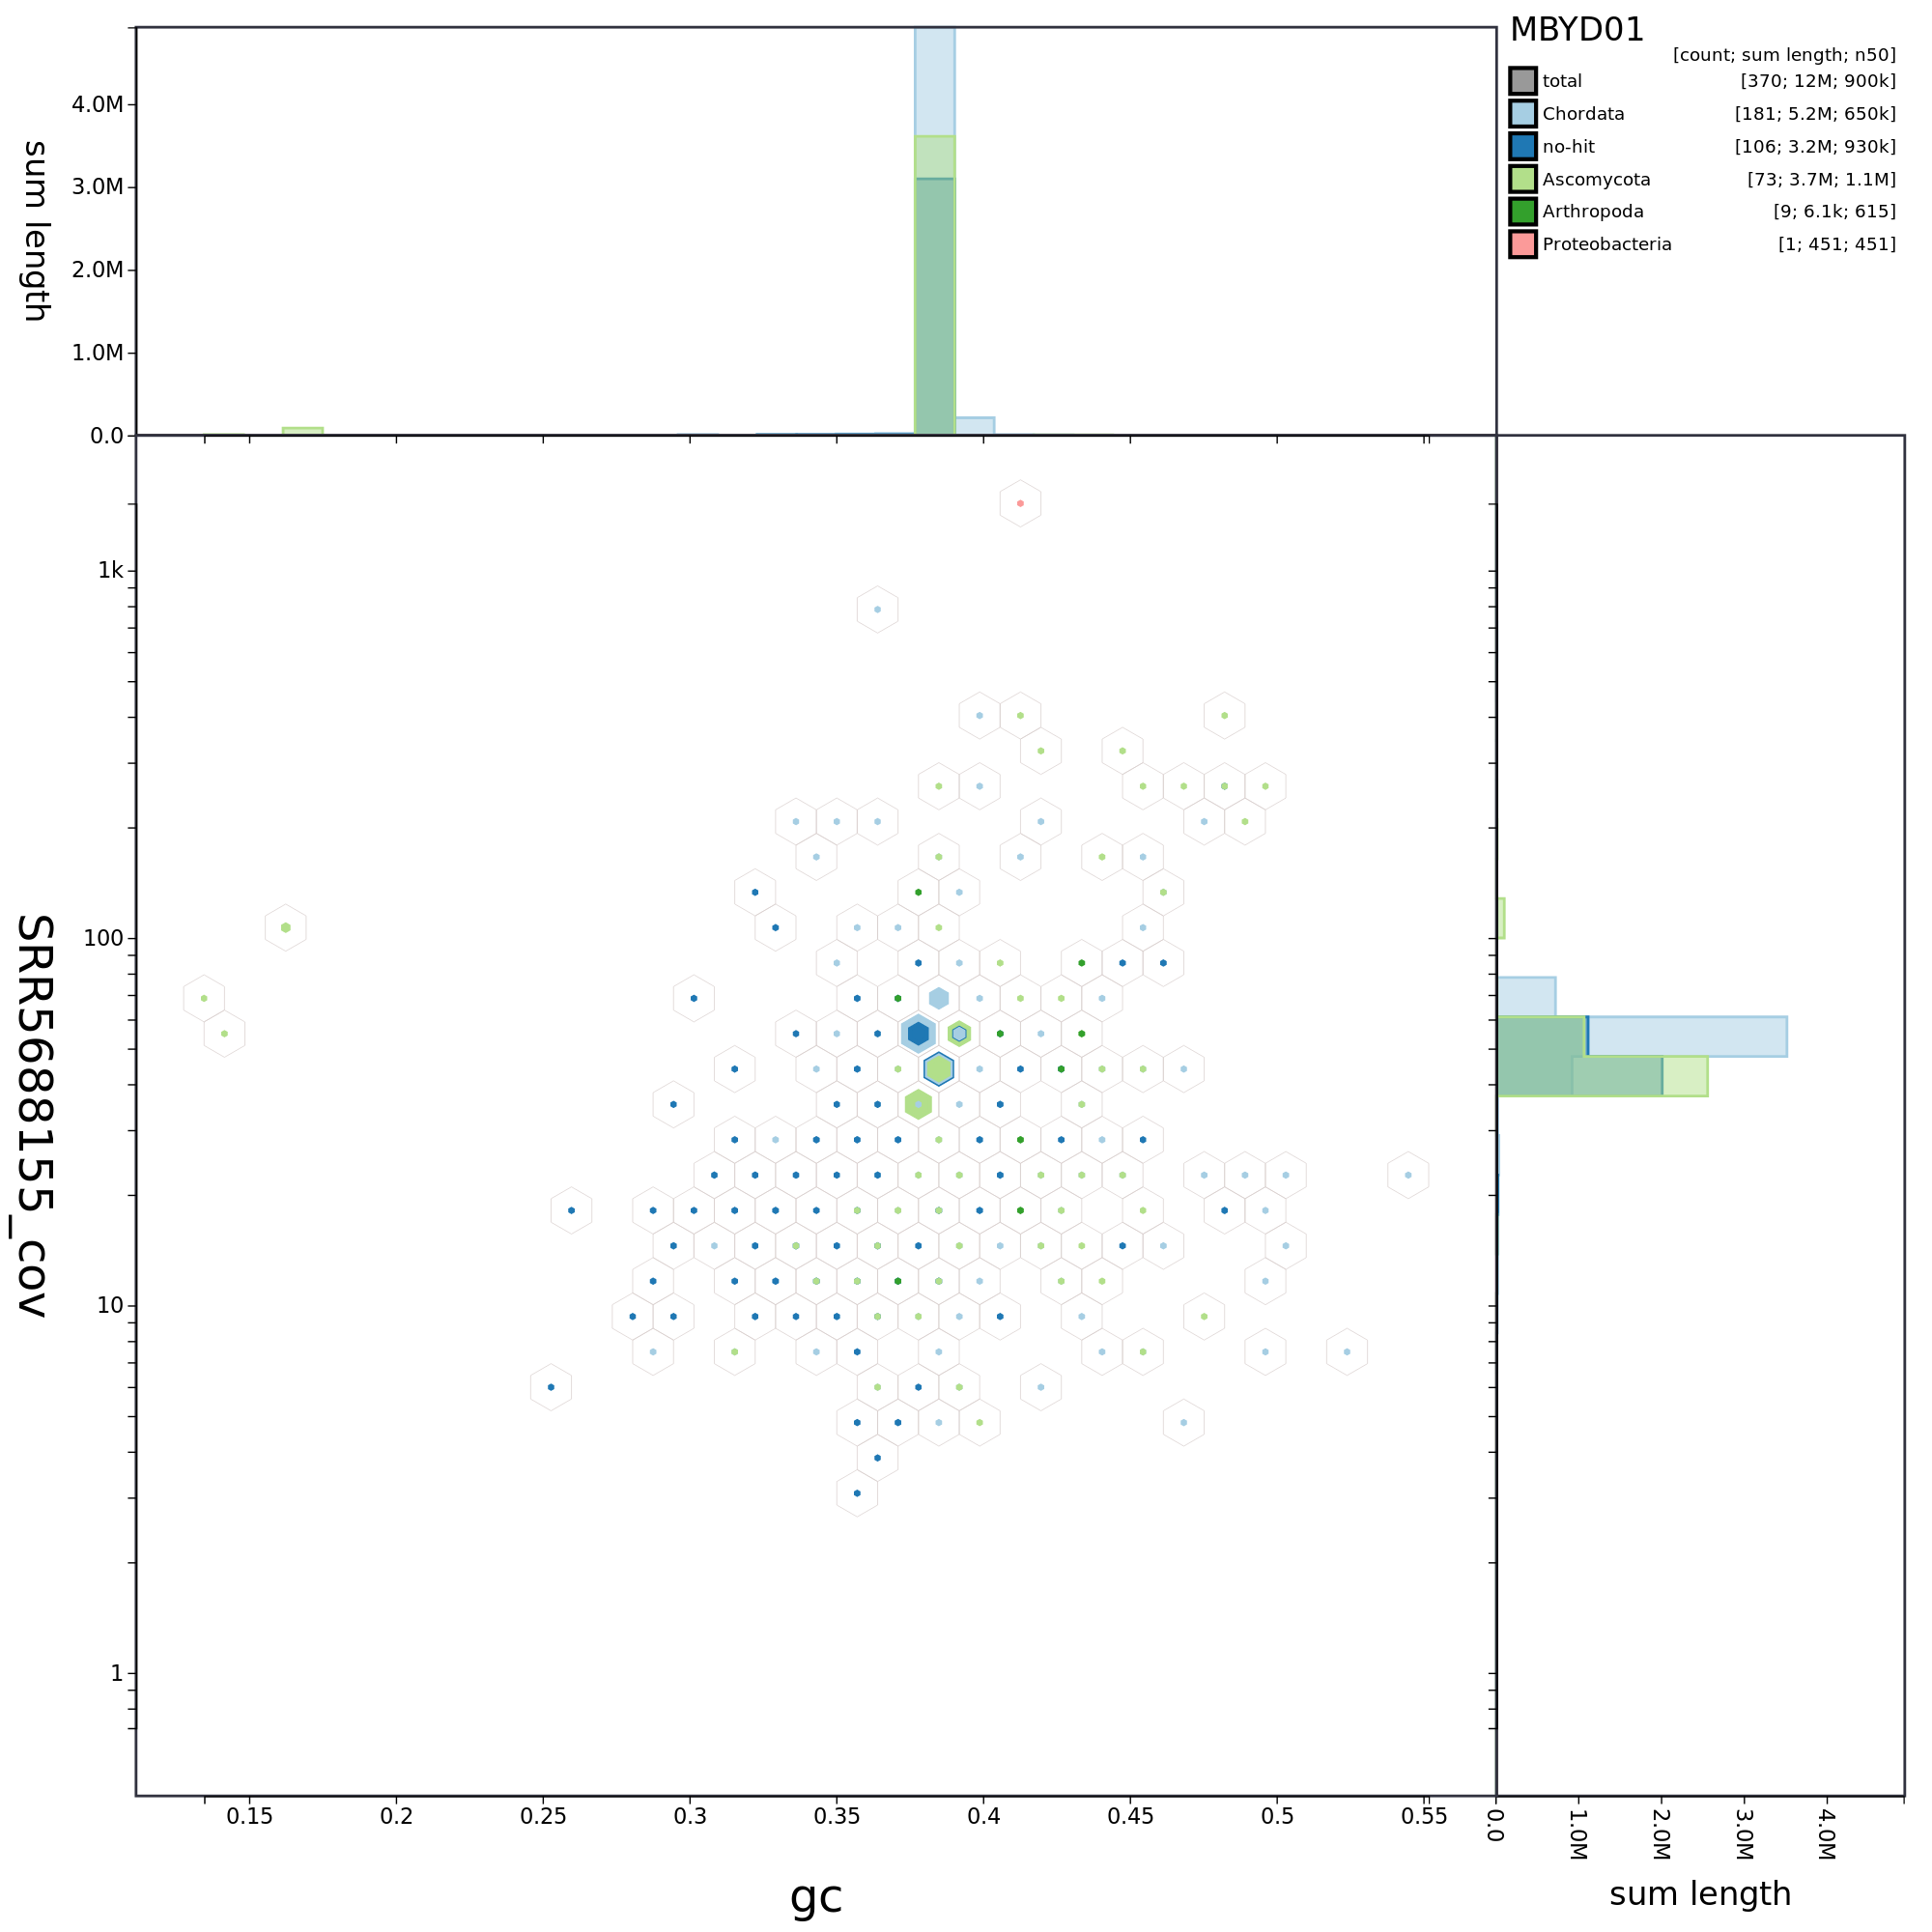 MBYD01
[count; sum length; n50]
total [370; 12M; 900k]
Chordata [181; 5.2M; 650k]
no-hit [106; 3.2M; 930k]
Ascomycota [73; 3.7M; 1.1M]
Arthropoda [9; 6.1k; 615]
Proteobacteria [1; 451; 451]
sum length
4.0M
3.0M
2.0M
1.0M
0.0
SRR5688155_cov
1k
100
10
1
0.15 0.2 0.25 0.3 0.35 0.4 0.45 0.5 0.55
gc
0.0 1.0M 2.0M 3.0M 4.0M
sum length